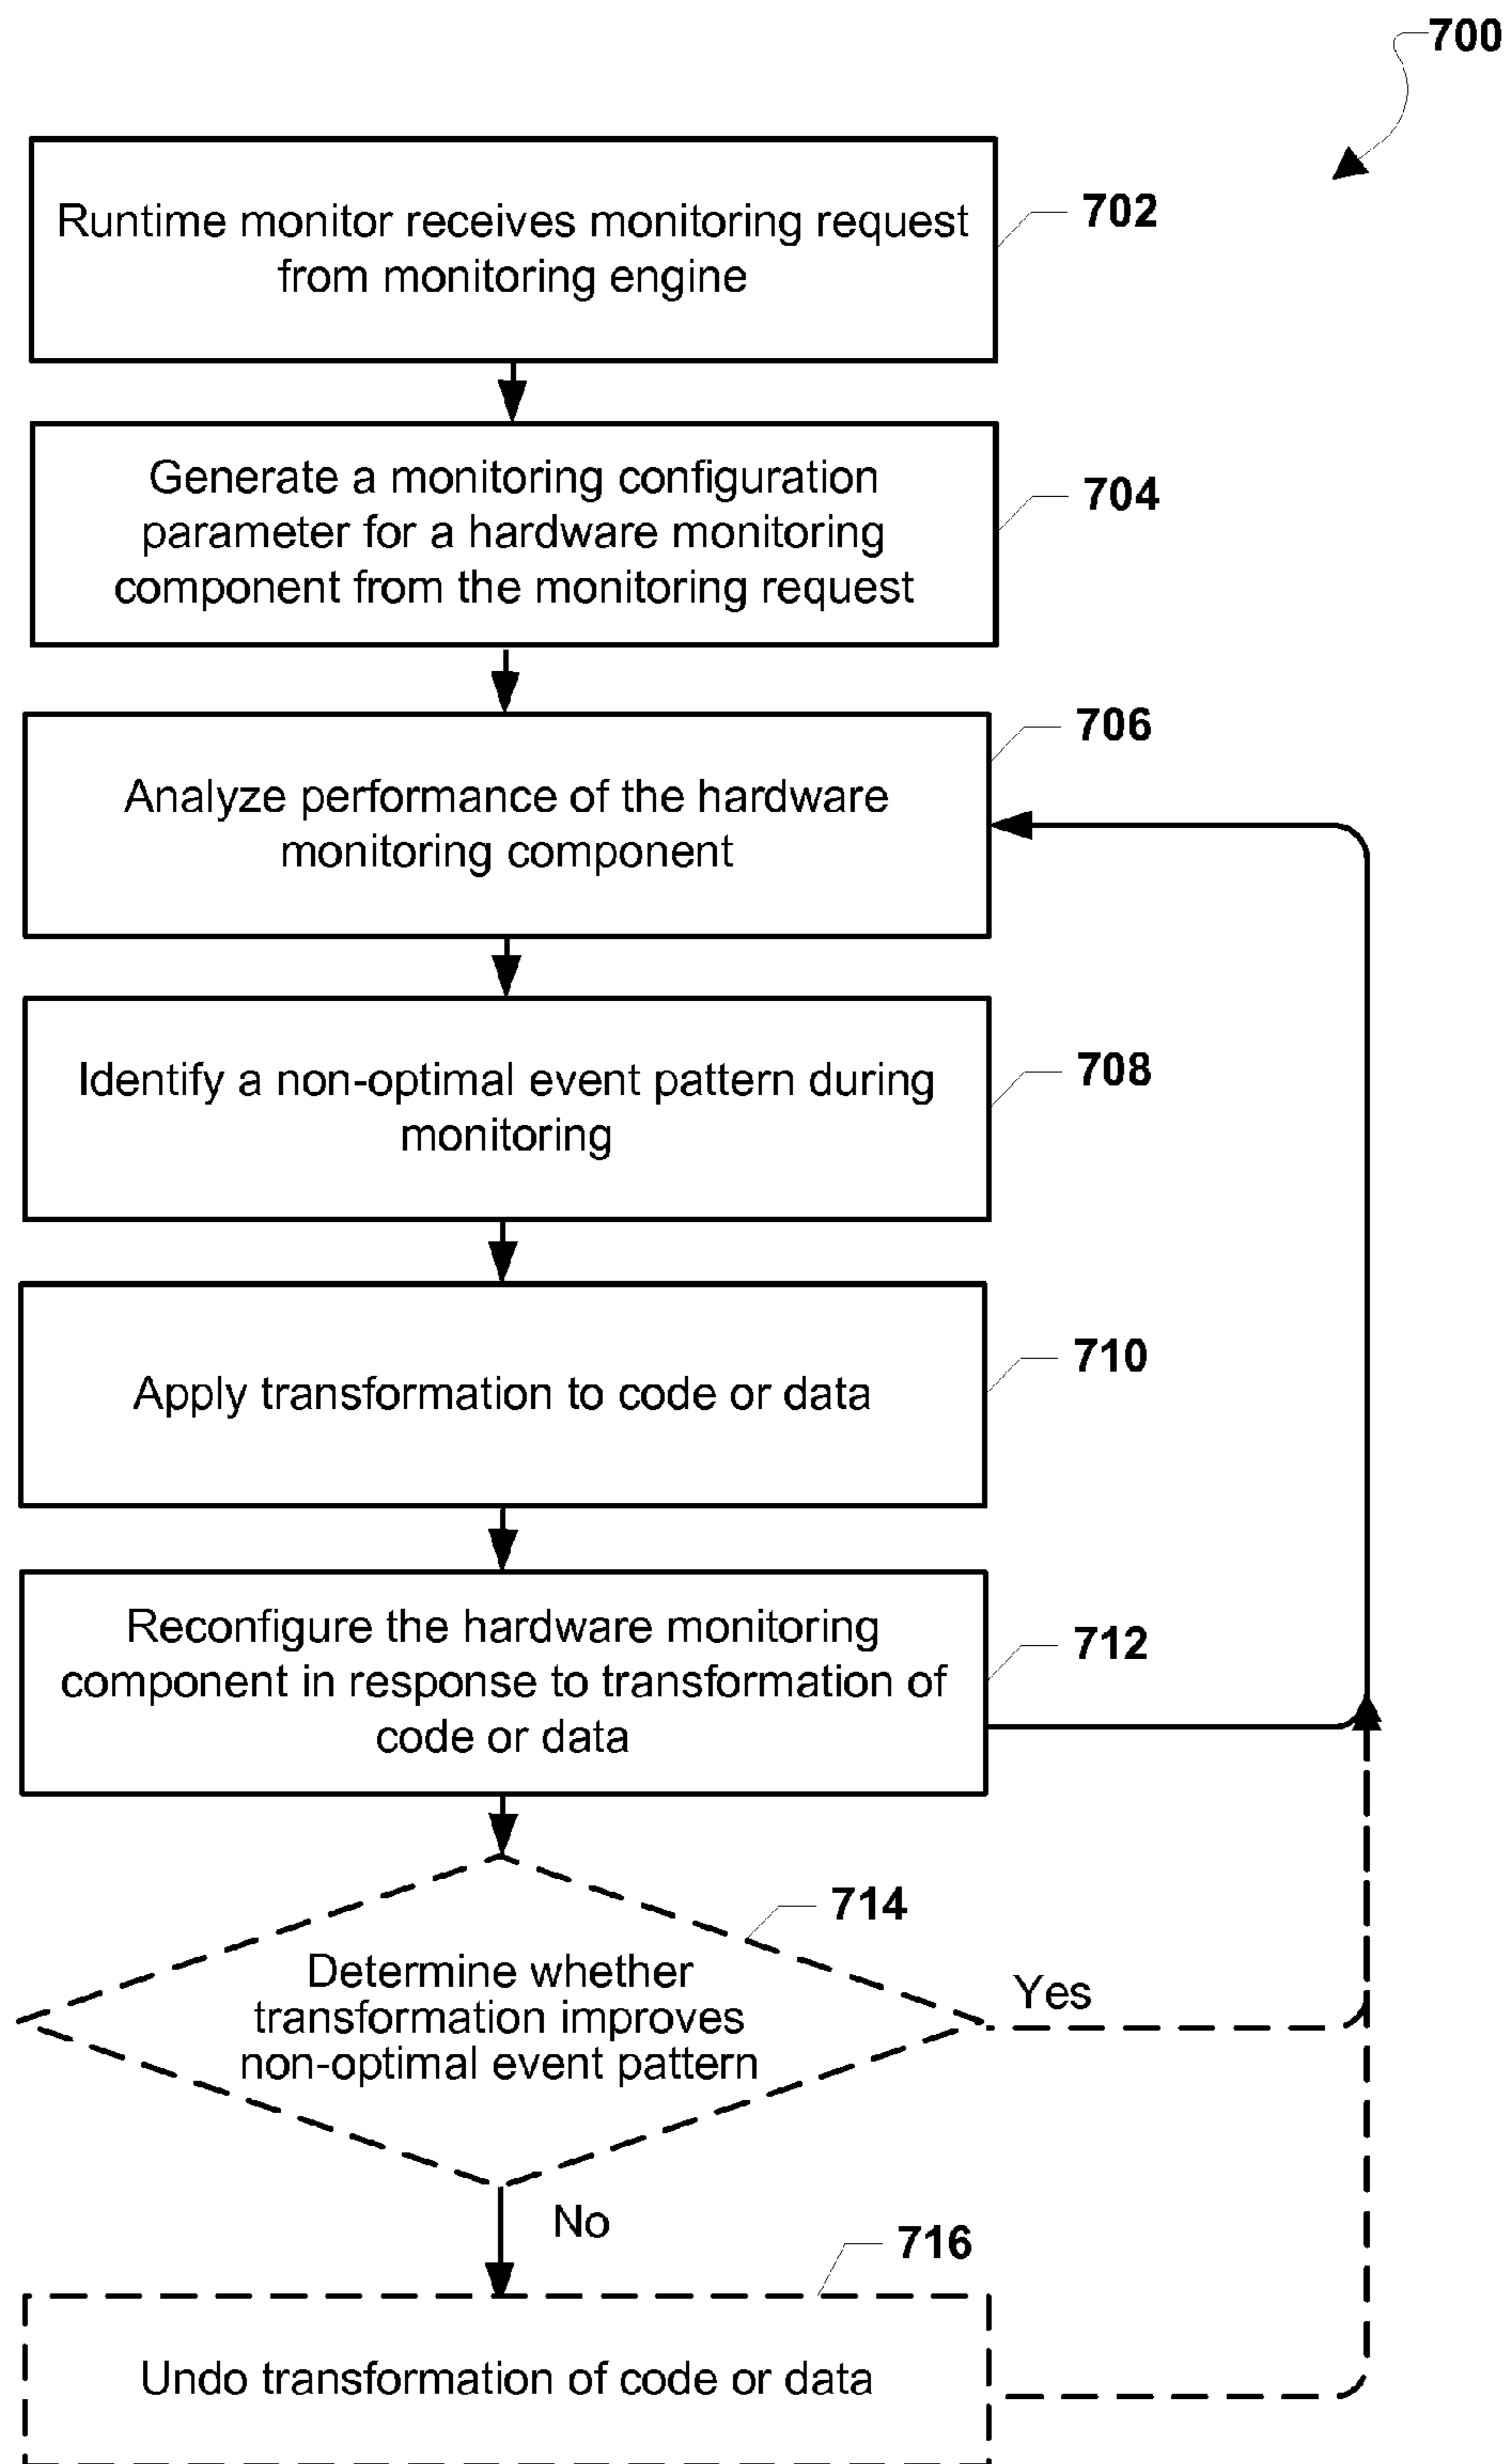 700
Runtime monitor receives monitoring request
from monitoring engine
702
Generate a monitoring configuration
parameter for a hardware monitoring
component from the monitoring request
704
706
Analyze performance of the hardware
monitoring component
Identify a non-optimal event pattern during
monitoring
708
Apply transformation to code or data
710
Reconfigure the hardware monitoring
component in response to transformation of
code or data
712
714
Determine whether
transformation improves
non-optimal event pattern
Yes
No
716
Undo transformation of code or data